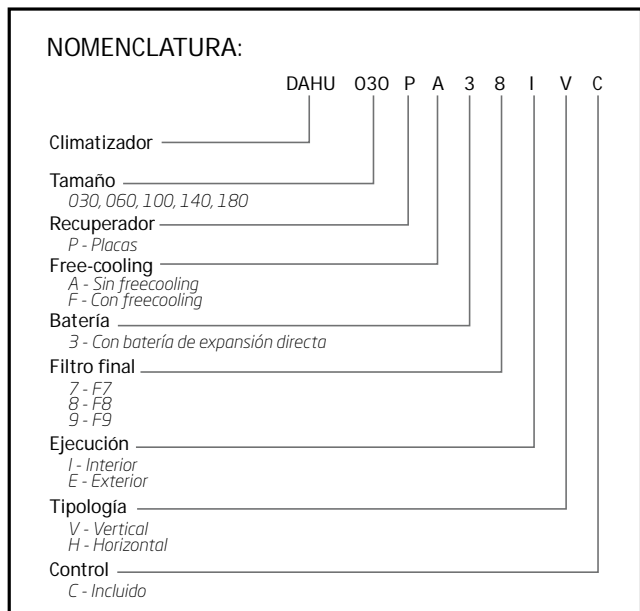 NOMENCLATURA:
DAHU 030 P A 3 8 I V C
Climatizador
Tamaño
030, 060, 100, 140, 180
Recuperador
P - Placas
Free-cooling
A - Sin freecooling
F - Con freecooling
Batería
3 - Con batería de expansión directa
Filtro final
7 - F7
8 - F8
9 - F9
Ejecución
I - Interior
E - Exterior
Tipología
V - Vertical
H - Horizontal
Control
C - Incluido